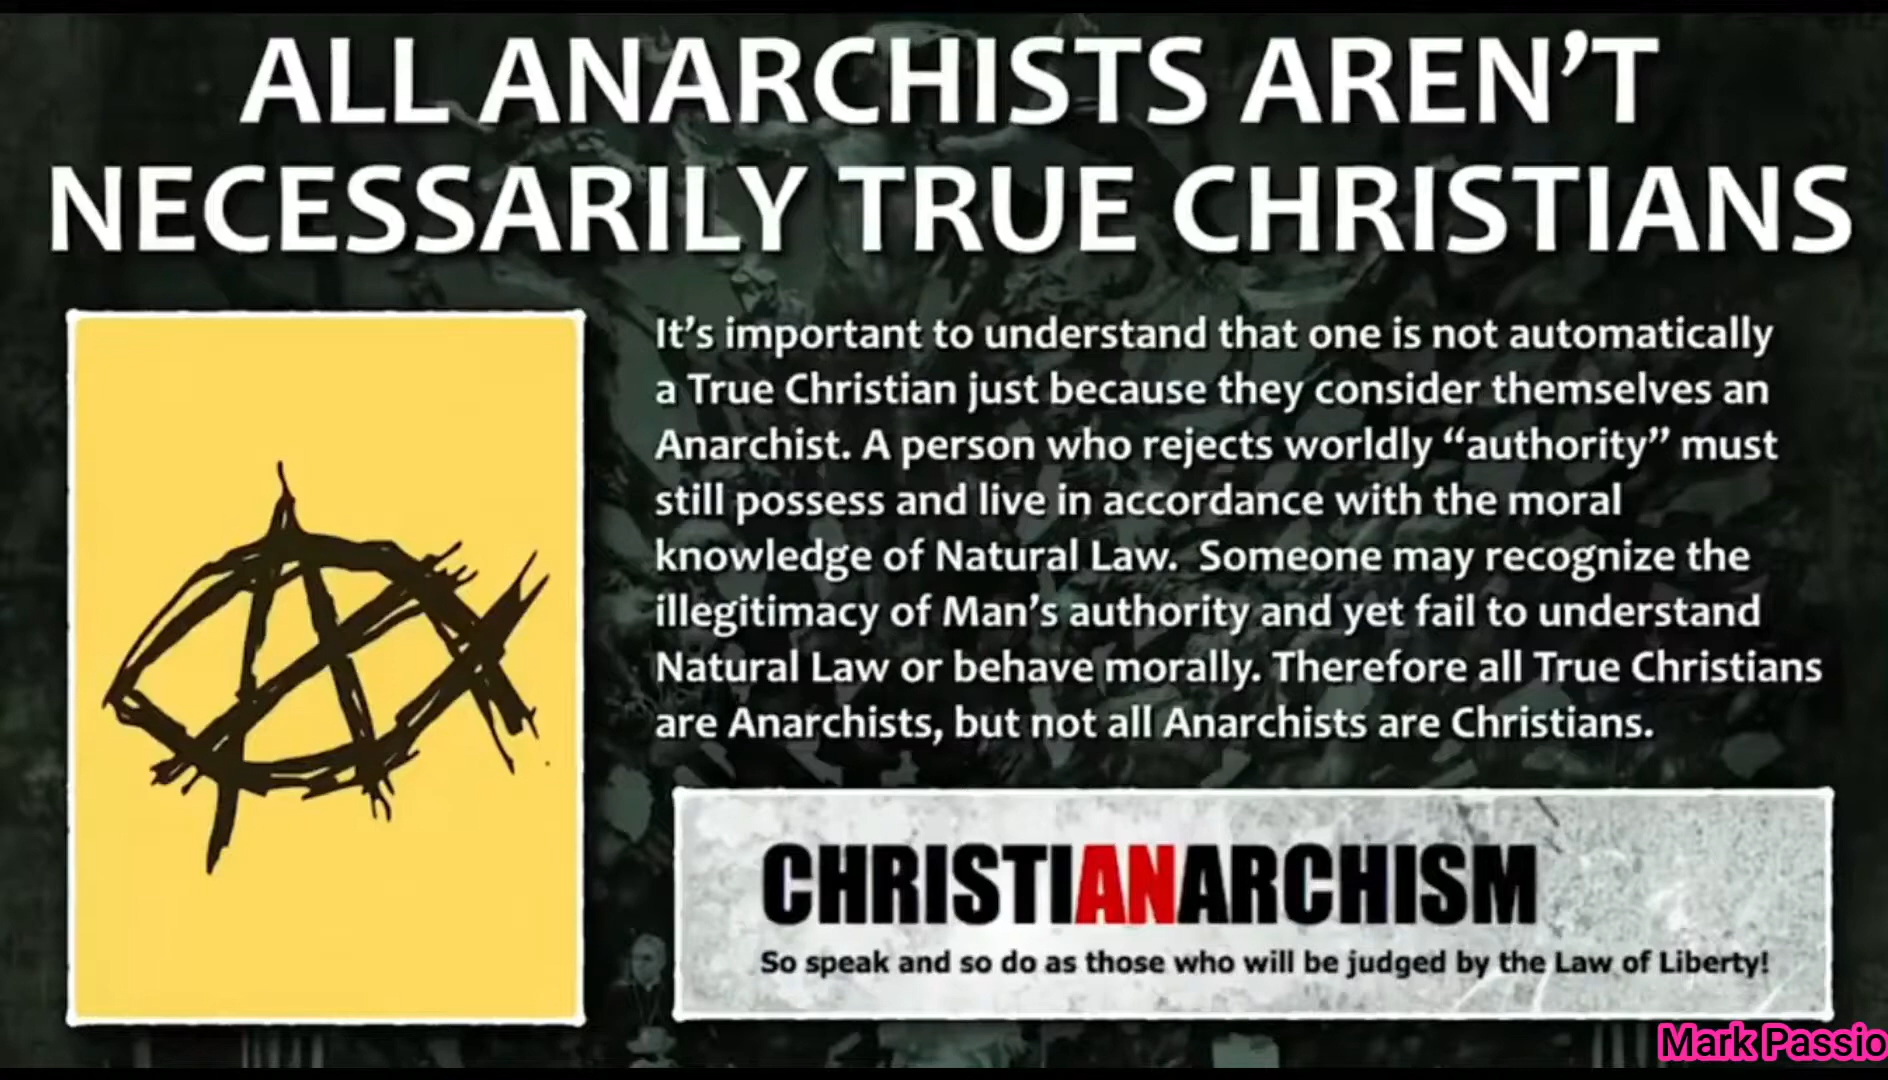 ALL ANARCHISTS AREN'T
NECESSARILY TRUE CHRISTIANS
It's important to understand that one is not automatically
a True Christian just because they consider themselves an
Anarchist. A person who rejects worldly “authority” must
still possess and live in accordance with the moral
knowledge of Natural Law. Someone may recognize the
illegitimacy of Man's authority and yet fail to understand
Natural Law or behave morally. Therefore all True Christians
are Anarchists, but not all Anarchists are Christians.
CHRISTIANARCHISM
So speak and so do as those who will be judged by the Law of Liberty!
Mark Passio